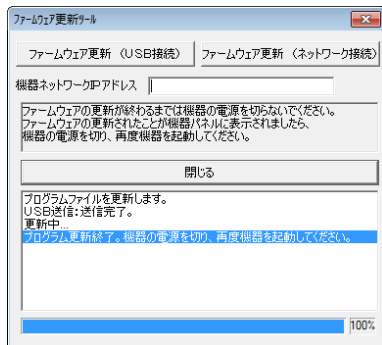 ファームウェア更新ツール
ファームウェア更新（USB接続）
ファームウェア更新（ネットワーク接続）
機器ネットワークIPアドレス
ファームウェアの更新が終わるまでは機器の電源を切らないでください。
ファームウェアの更新されたことが機器パネルに表示されましたら、
機器の電源を切り、再度機器を起動してください。
閉じる
プログラムファイルを更新します。
USB送信:送信完了。
更新中...
プログラム更新終了。機器の電源を切り、再度機器を起動してください。
100%